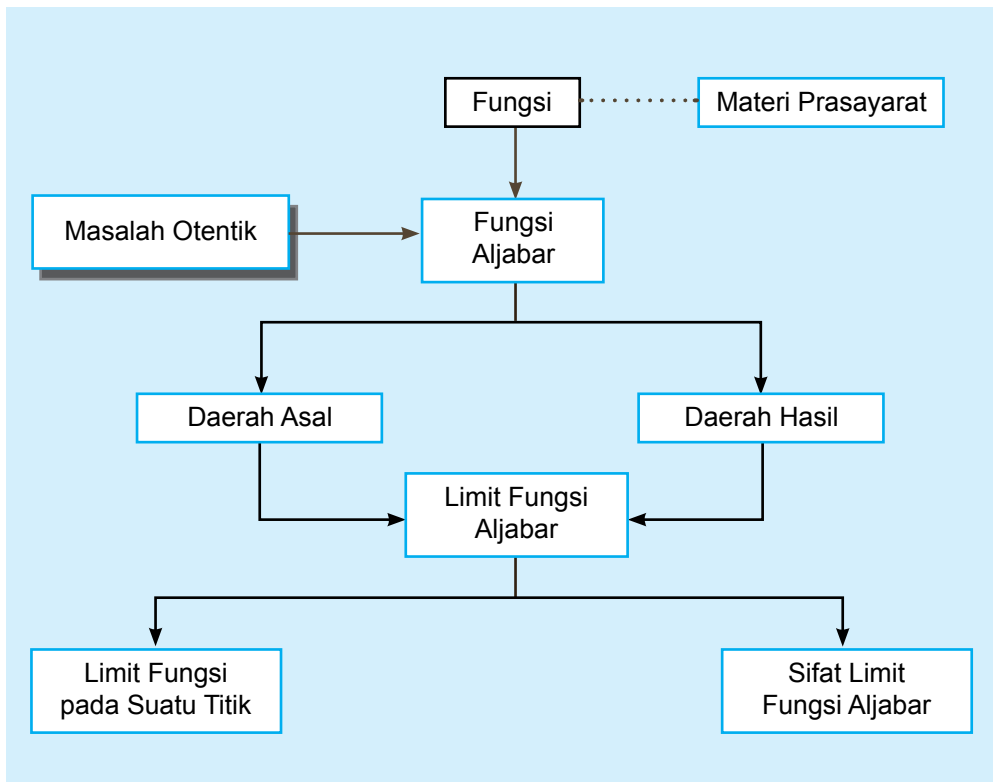 Fungsi
Materi Prasayarat
Masalah Otentik
Fungsi
Aljabar
Daerah Asal
Daerah Hasil
Limit Fungsi
Aljabar
Limit Fungsi
pada Suatu Titik
Sifat Limit
Fungsi Aljabar